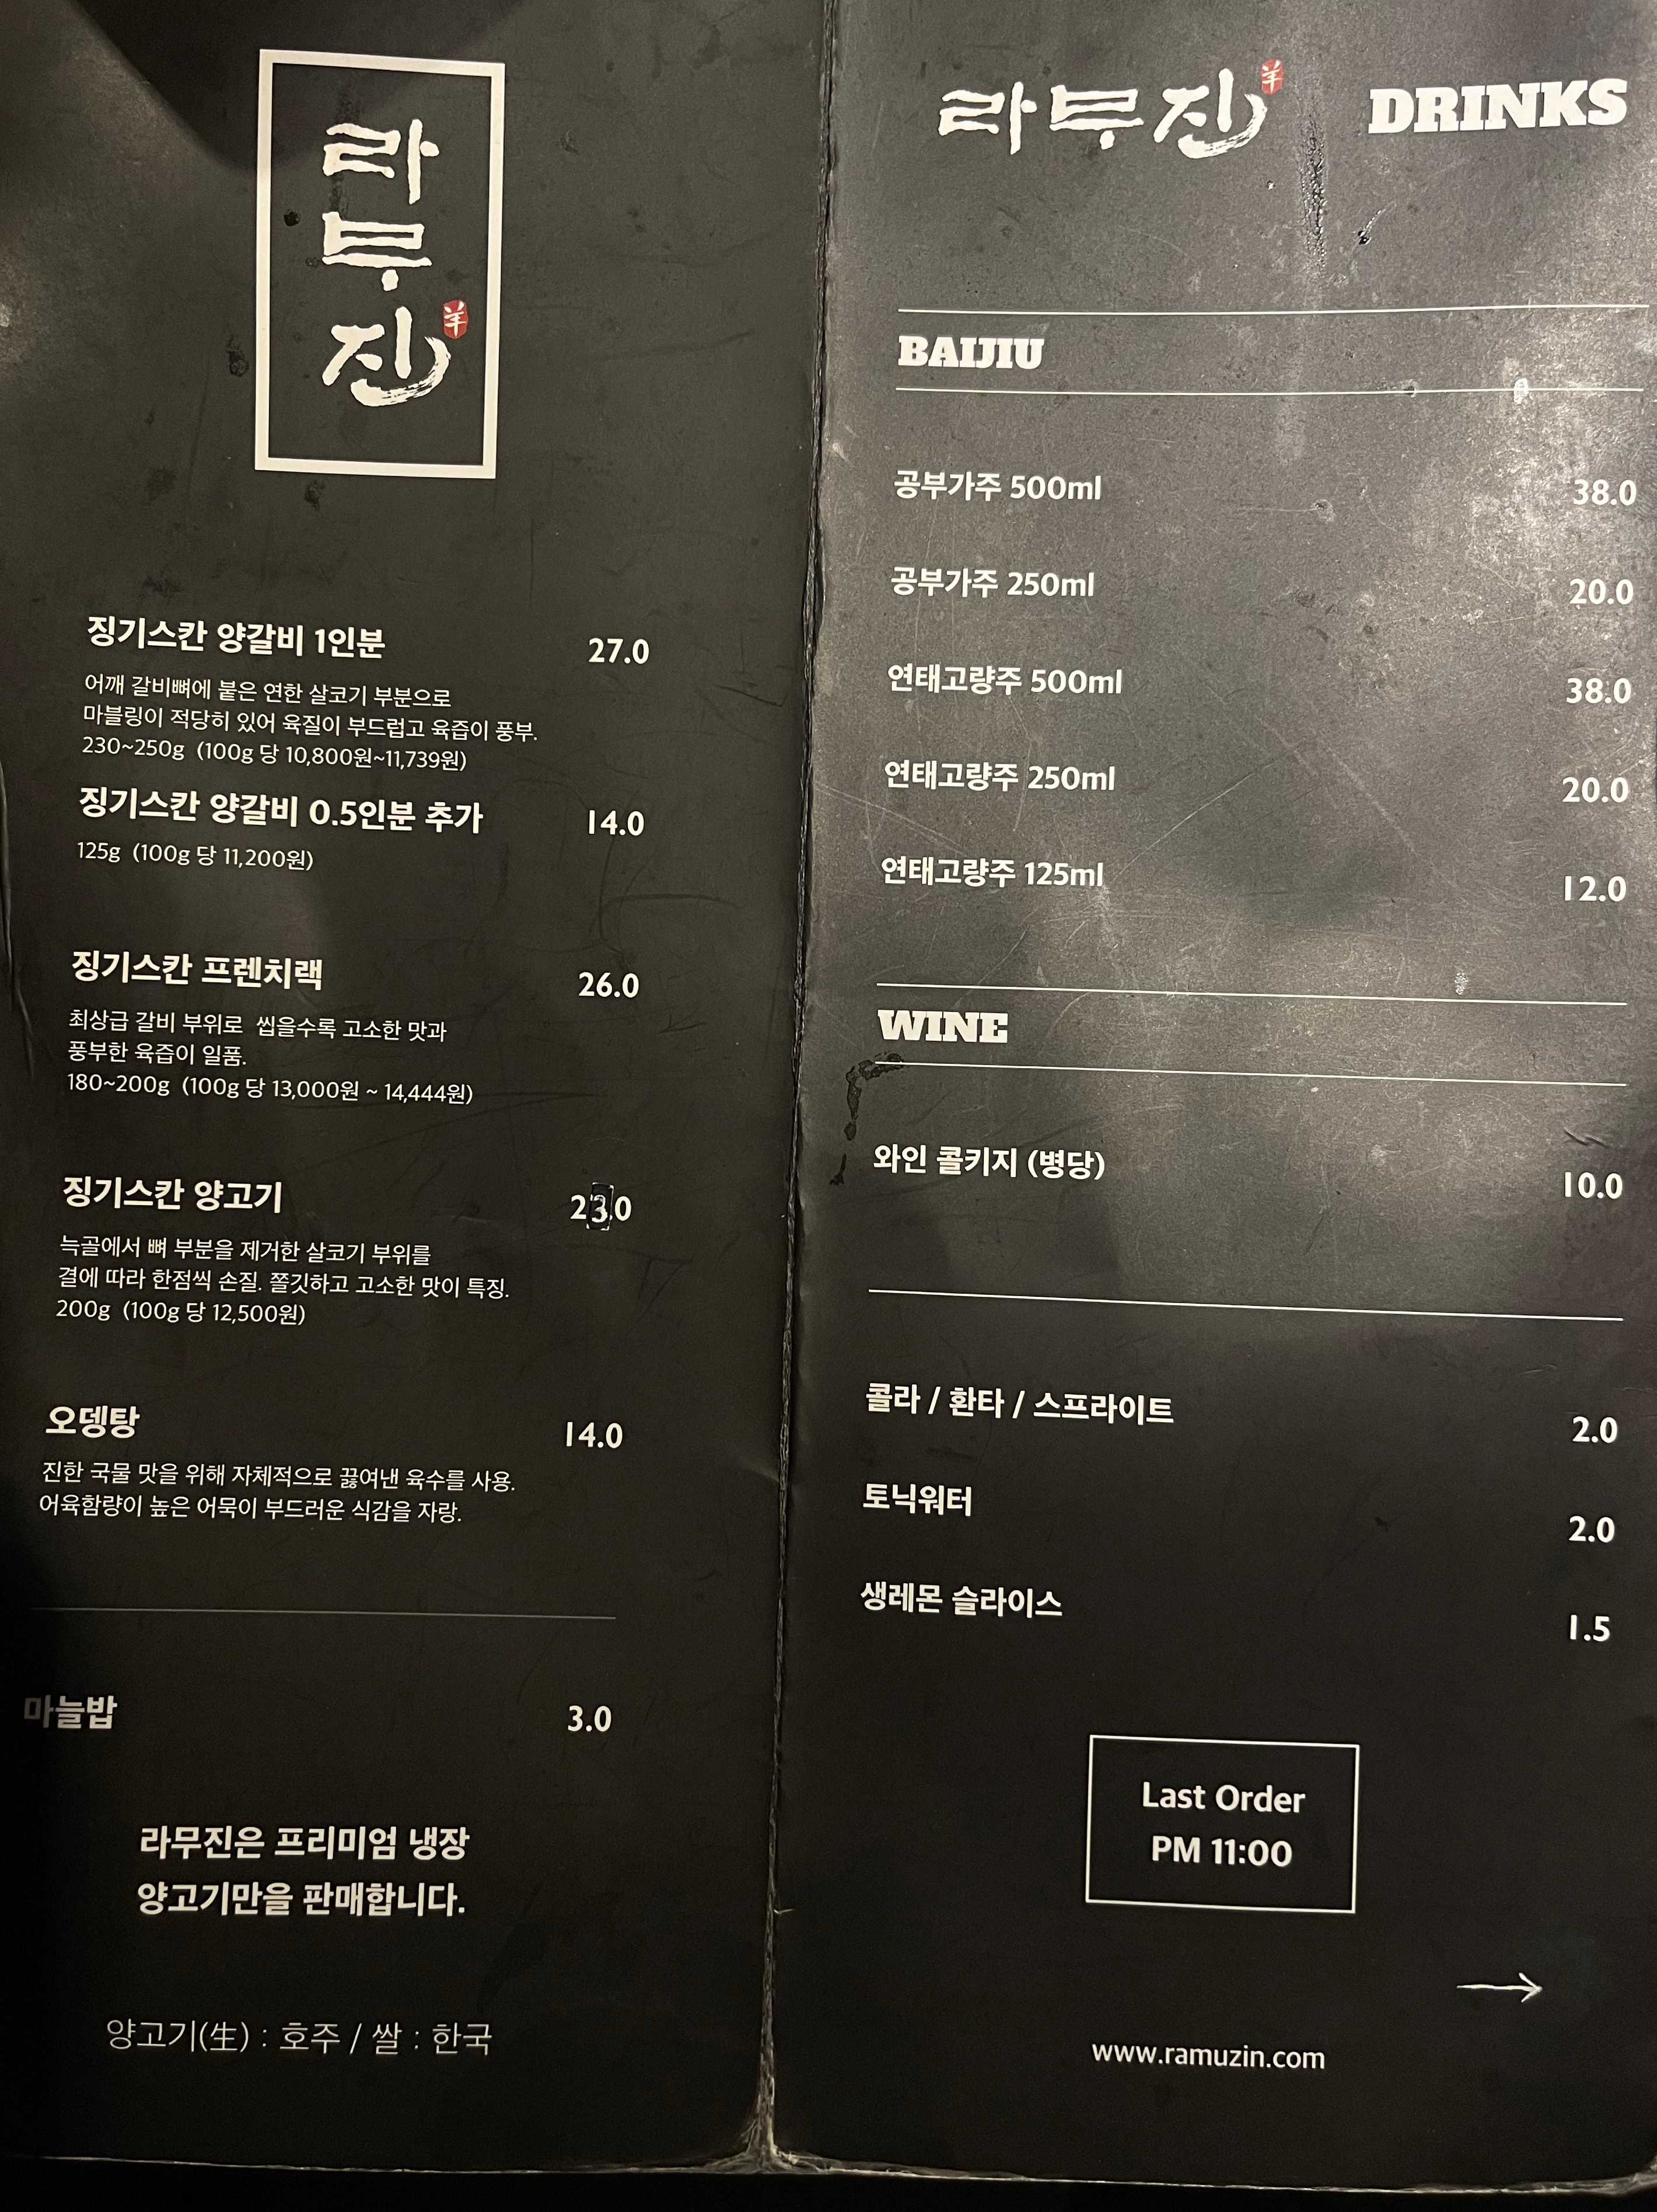 라무진
羊
징기스칸 양갈비 1인분 27.0
어깨 갈비뼈에 붙은 연한 살코기 부분으로
마블링이 적당히 있어 육질이 부드럽고 육즙이 풍부.
230~250g (100g 당 10,800원~11,739원)
징기스칸 양갈비 0.5인분 추가 14.0
125g (100g 당 11,200원)
징기스칸 프렌치랙 26.0
최상급 갈비 부위로 씹을수록 고소한 맛과
풍부한 육즙이 일품.
180~200g (100g 당 13,000원 ~ 14,444원)
징기스칸 양고기 23.0
늑골에서 뼈 부분을 제거한 살코기 부위를
결에 따라 한점씩 손질. 쫄깃하고 고소한 맛이 특징.
200g (100g 당 12,500원)
오뎅탕 14.0
진한 국물 맛을 위해 자체적으로 끓여낸 육수를 사용.
어육함량이 높은 어묵이 부드러운 식감을 자랑.
마늘밥 3.0
라무진은 프리미엄 냉장
양고기만을 판매합니다.
양고기(生) : 호주 / 쌀 : 한국
라무진 羊 DRINKS
BAIJIU
공부가주 500ml 38.0
공부가주 250ml 20.0
연태고량주 500ml 38.0
연태고량주 250ml 20.0
연태고량주 125ml 12.0
WINE
와인 콜키지 (병당) 10.0
콜라 / 환타 / 스프라이트 2.0
토닉워터 2.0
생레몬 슬라이스 1.5
Last Order
PM 11:00
→
www.ramuzin.com